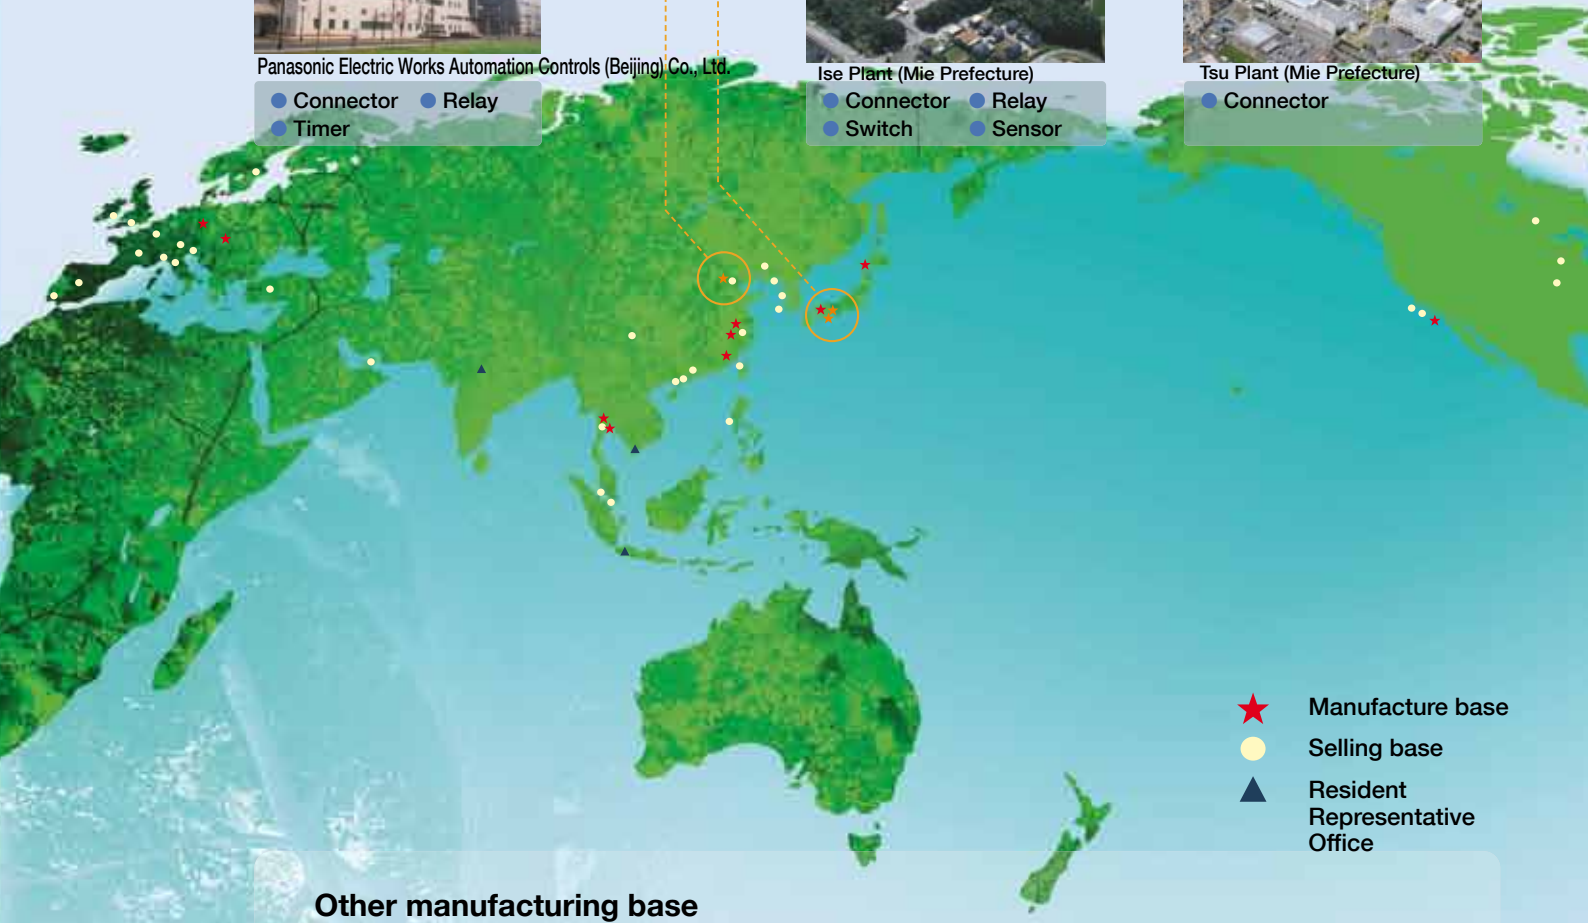 Panasonic Electric Works Automation Controls (Beijing) Co., Ltd.
Connector Relay
Timer
Ise Plant (Mie Prefecture)
Connector Relay
Switch Sensor
Tsu Plant (Mie Prefecture)
Connector
Manufacture base
Selling base
Resident
Representative
Office
Other manufacturing base